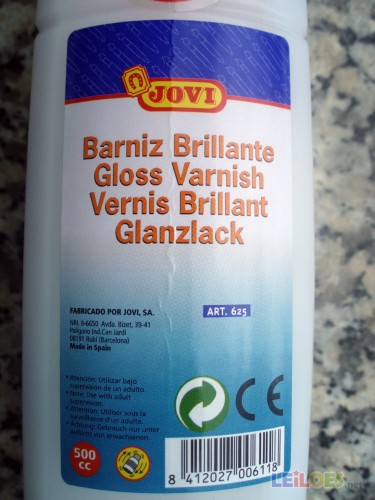 JOVI
Barniz Brillante
Gloss Varnish
Vernis Brillant
Glanzlack
FABRICADO POR JOVI, SA.
NRI. 8-6650 Avda. Bizet, 39-41
Polígono Ind. Can Jardí
08191 Rubí (Barcelona)
Made in Spain
ART. 625
• Atención: Utilizar bajo
supervisión de un adulto.
• Note: Use with adult
supervision.
• Attention: Utiliser sous la
surveillance d'un adulte.
• Achtung: Gebrauch nur unter
aufsicht von erwachsenen.
CE
500
CC
8 412027 006118
LEILOES